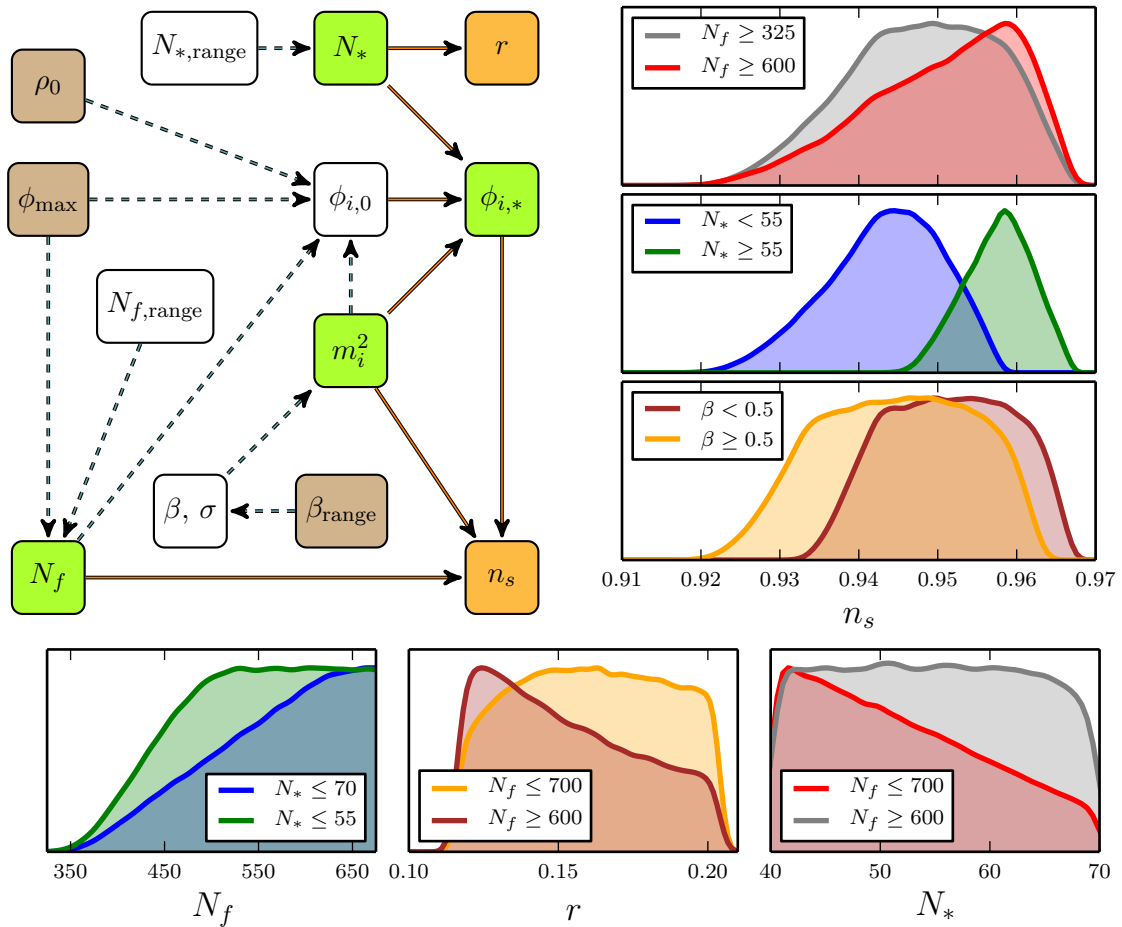 N_{*,range}
N_*
r
ρ_0
ϕ_max
ϕ_{i,0}
ϕ_{i,*}
N_{f,range}
m_i^2
β, σ
β_range
N_f
n_s
N_f ≥ 325
N_f ≥ 600
N_* < 55
N_* ≥ 55
β < 0.5
β ≥ 0.5
0.91 0.92 0.93 0.94 0.95 0.96 0.97
n_s
N_* ≤ 70
N_* ≤ 55
350 450 550 650
N_f
N_f ≤ 700
N_f ≥ 600
0.10 0.15 0.20
r
N_f ≤ 700
N_f ≥ 600
40 50 60 70
N_*